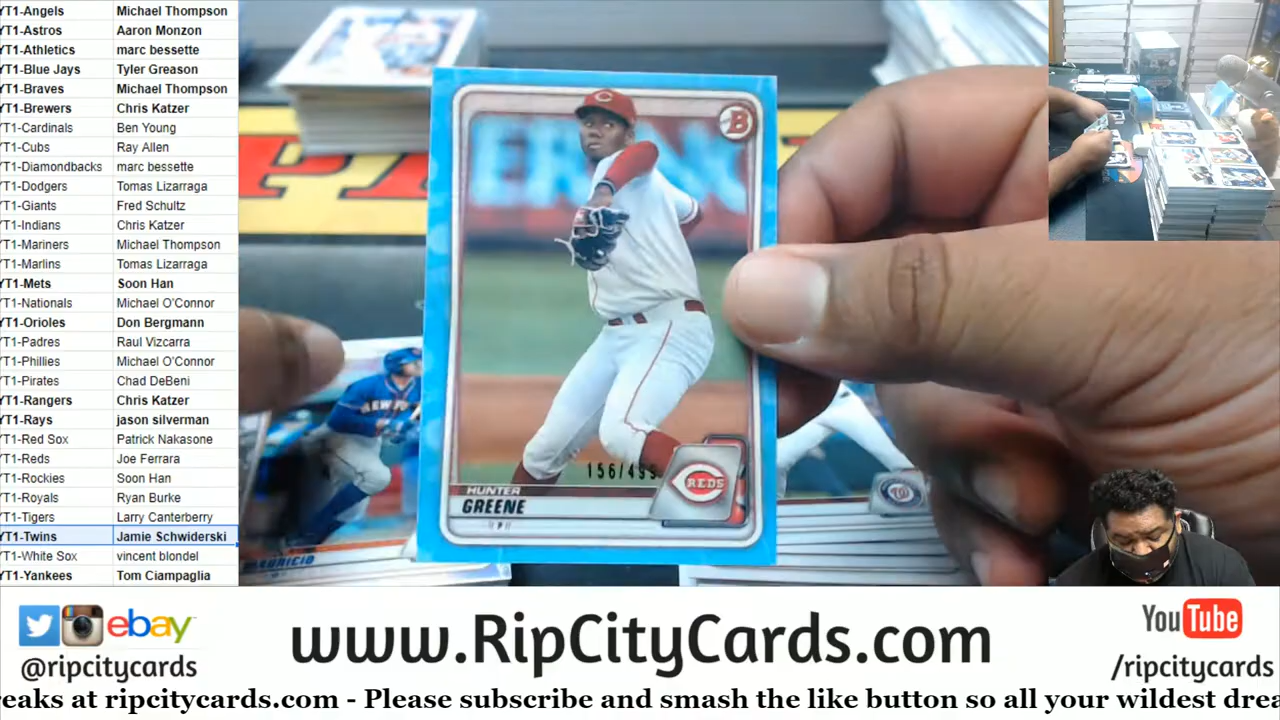 YT1-Angels Michael Thompson
YT1-Astros Aaron Monzon
YT1-Athletics marc bessette
YT1-Blue Jays Tyler Greason
YT1-Braves Michael Thompson
YT1-Brewers Chris Katzer
YT1-Cardinals Ben Young
YT1-Cubs Ray Allen
YT1-Diamondbacks marc bessette
YT1-Dodgers Tomas Lizarraga
YT1-Giants Fred Schultz
YT1-Indians Chris Katzer
YT1-Mariners Michael Thompson
YT1-Marlins Tomas Lizarraga
YT1-Mets Soon Han
YT1-Nationals Michael O'Connor
YT1-Orioles Don Bergmann
YT1-Padres Raul Vizcarra
YT1-Phillies Michael O'Connor
YT1-Pirates Chad DeBeni
YT1-Rangers Chris Katzer
YT1-Rays jason silverman
YT1-Red Sox Patrick Nakasone
YT1-Reds Joe Ferrara
YT1-Rockies Soon Han
YT1-Royals Ryan Burke
YT1-Tigers Larry Canterberry
YT1-Twins Jamie Schwiderski
YT1-White Sox vincent blondel
YT1-Yankees Tom Ciampaglia
C
B
156/499
REDS
HUNTER
GREENE
MAURICIO
W
ebay
@ripcitycards
www.RipCityCards.com
YouTube
/ripcitycards
reaks at ripcitycards.com - Please subscribe and smash the like button so all your wildest drea